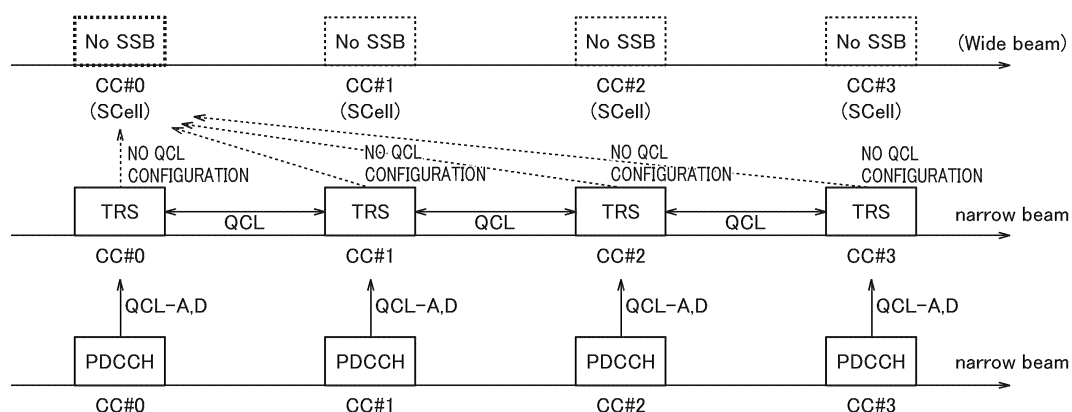 No SSB No SSB No SSB No SSB (Wide beam)
CC#0 CC#1 CC#2 CC#3
(SCell) (SCell) (SCell) (SCell)
NO QCL NO QCL NO QCL NO QCL
CONFIGURATION CONFIGURATION CONFIGURATION CONFIGURATION
TRS TRS TRS TRS narrow beam
QCL QCL QCL
CC#0 CC#1 CC#2 CC#3
QCL-A,D QCL-A,D QCL-A,D QCL-A,D
PDCCH PDCCH PDCCH PDCCH narrow beam
CC#0 CC#1 CC#2 CC#3